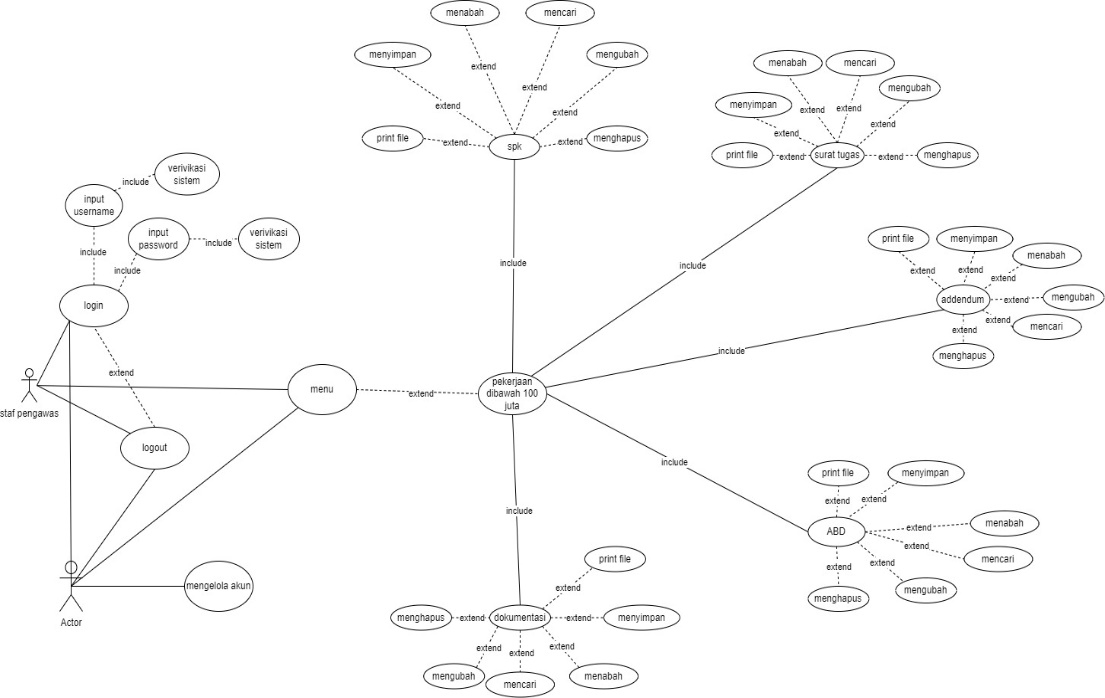 menabah
mencari
menyimpan
mengubah
extend
extend
extend
extend
print file
extend
spk
extend
menghapus
menabah
mencari
mengubah
menyimpan
extend
extend
extend
extend
print file
extend
surat tugas
extend
menghapus
verivikasi
sistem
include
input
username
input
password
include
verivikasi
sistem
include
include
login
include
include
print file
menyimpan
menabah
extend
extend
extend
addendum
extend
mengubah
extend
mencari
extend
menghapus
include
extend
staf pengawas
menu
extend
pekerjaan
dibawah 100
juta
logout
include
include
print file
menyimpan
extend
extend
ABD
extend
menabah
extend
mencari
extend
extend
mengubah
menghapus
Actor
mengelola akun
print file
extend
menghapus
extend
dokumentasi
extend
menyimpan
extend
extend
extend
mengubah
mencari
menabah